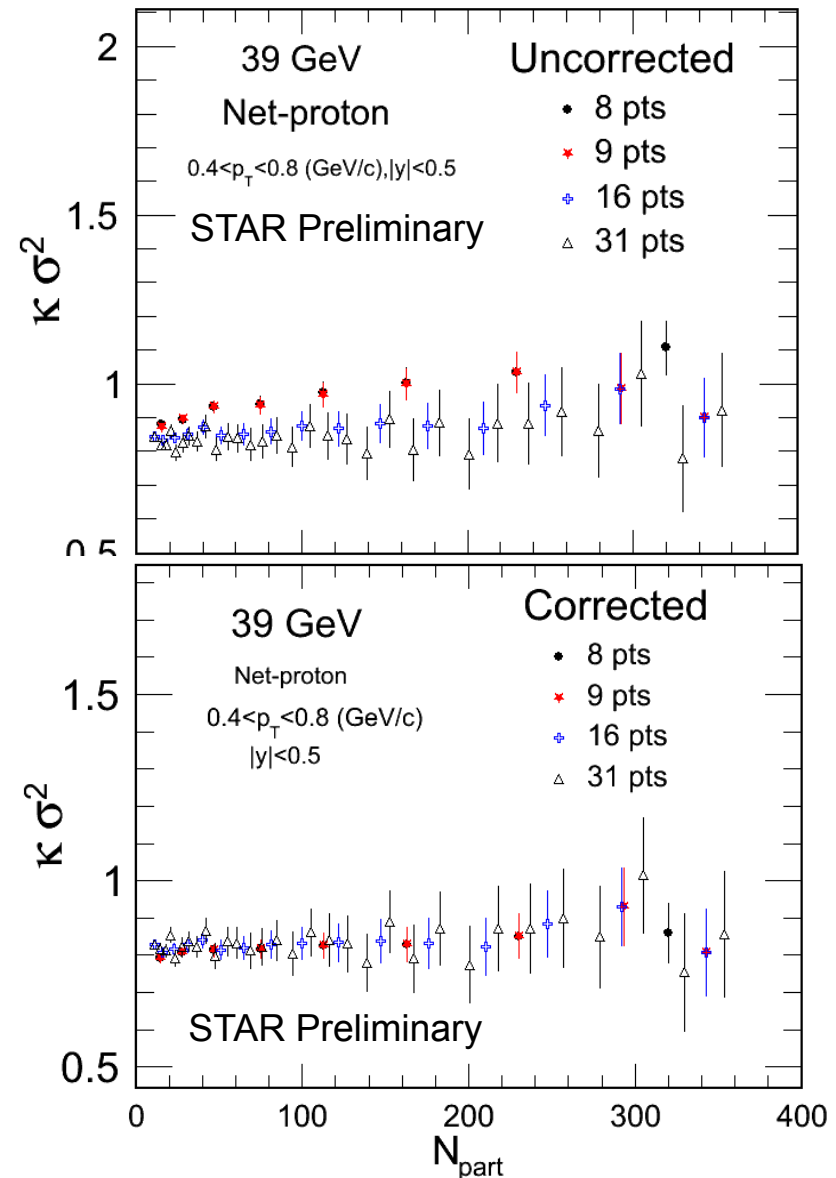 2
39 GeV
Uncorrected
Net-proton
8 pts
9 pts
0.4<p_T<0.8 (GeV/c),|y|<0.5
16 pts
STAR Preliminary
31 pts
1.5
κ σ²
1
0.5
39 GeV
Corrected
Net-proton
8 pts
9 pts
0.4<p_T<0.8 (GeV/c)
16 pts
|y|<0.5
31 pts
1.5
κ σ²
1
STAR Preliminary
0.5
0 100 200 300 400
N_part